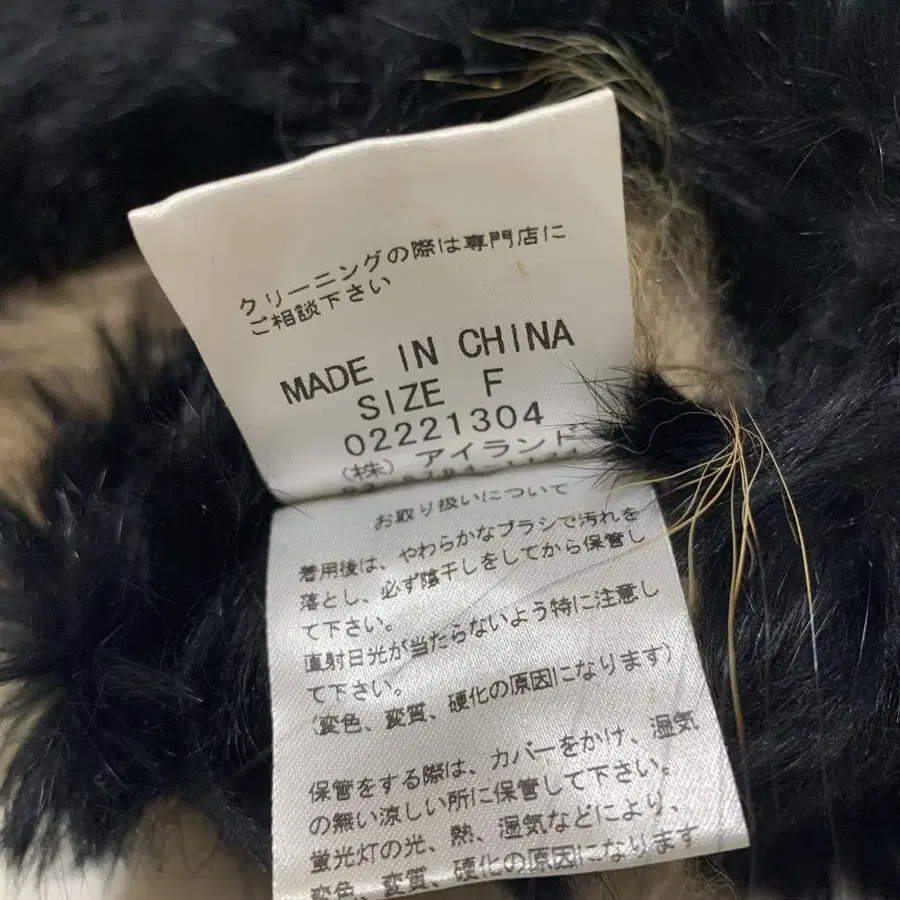 クリーニングの際は専門店に
ご相談下さい
MADE IN CHINA
SIZE F
02221304
(株) アイランド
お取り扱いについて
着用後は、やわらかなブラシで汚れを
落とし、必ず陰干しをしてから保管し
て下さい。
直射日光が当たらないよう特に注意し
て下さい。
(変色、変質、硬化の原因になります)
保管をする際は、カバーをかけ、湿気
の無い涼しい所に保管して下さい。
蛍光灯の光、熱、湿気などにより、
変色、変質、硬化の原因になります